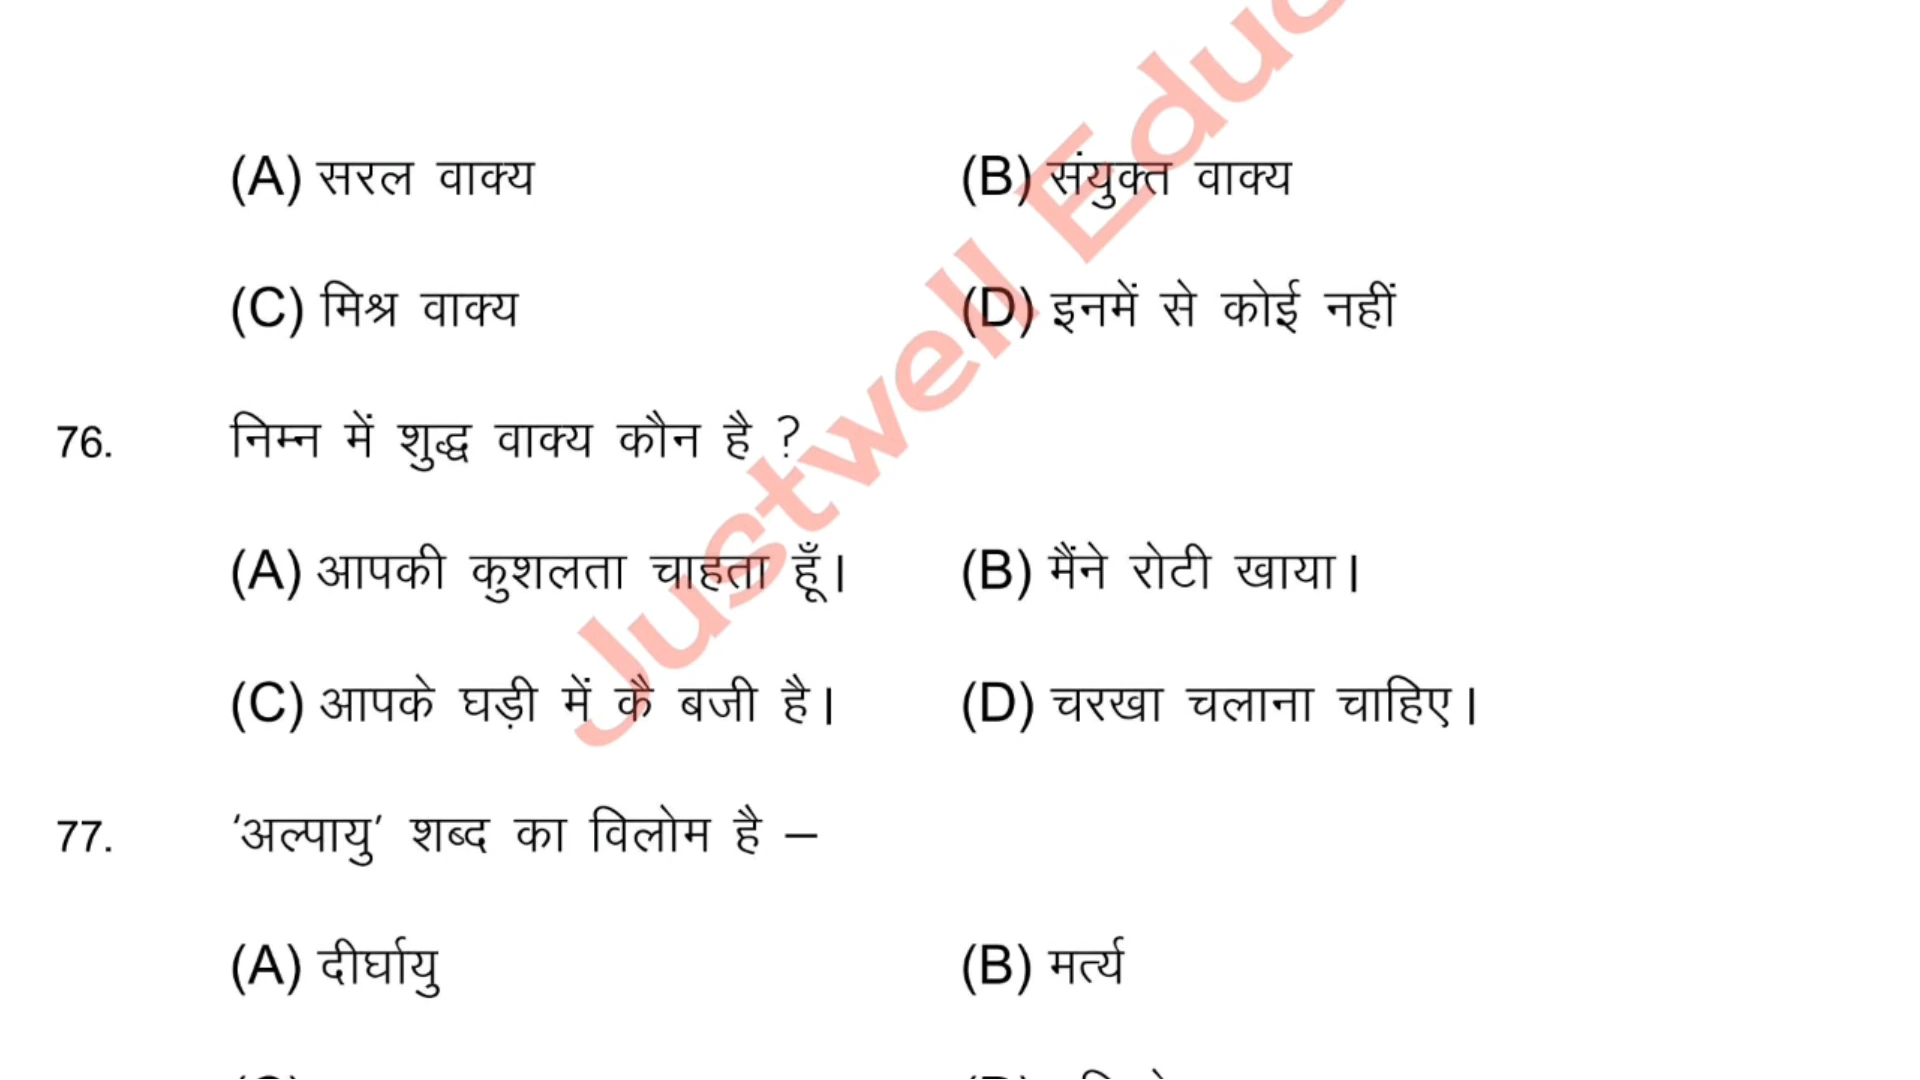 (A) सरल वाक्य (B) संयुक्त वाक्य
(C) मिश्र वाक्य (D) इनमें से कोई नहीं
76. निम्न में शुद्ध वाक्य कौन है ?
(A) आपकी कुशलता चाहता हूँ। (B) मैंने रोटी खाया।
(C) आपके घड़ी में कै बजी है। (D) चरखा चलाना चाहिए।
77. ‘अल्पायु’ शब्द का विलोम है –
(A) दीर्घायु (B) मर्त्य
Justwell Educ